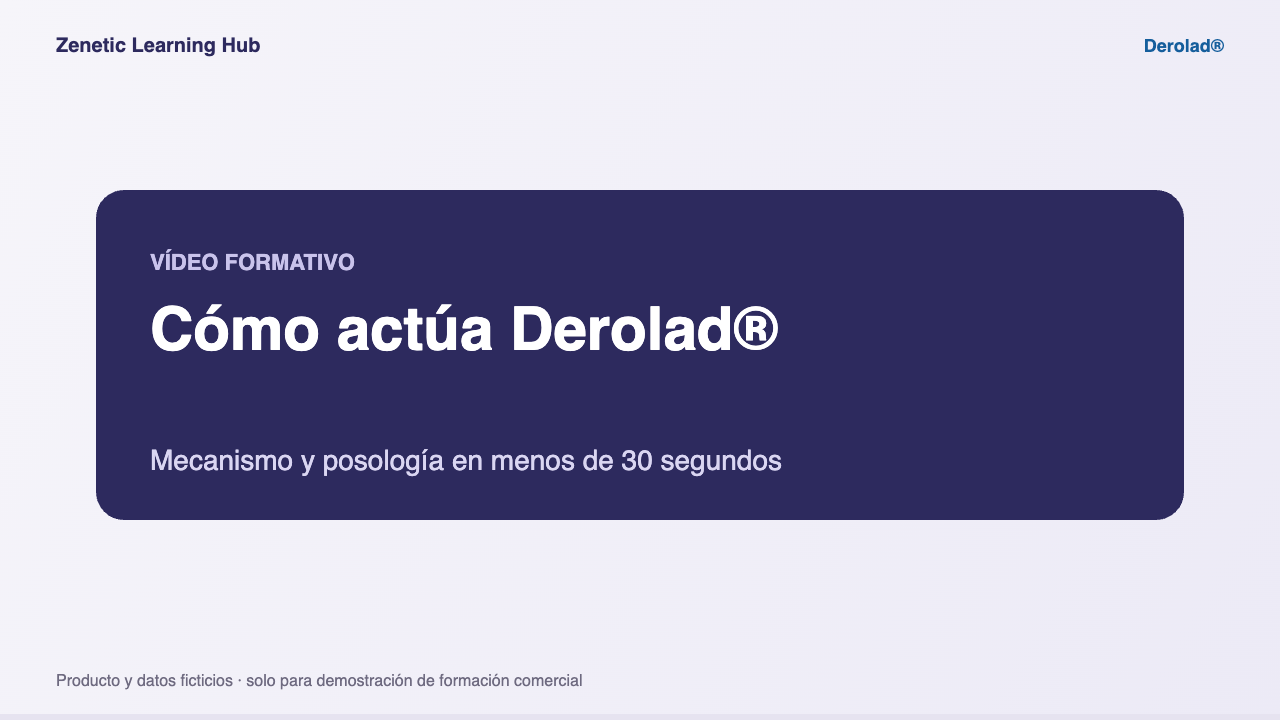 Zenetic Learning Hub
Derolad®
VÍDEO FORMATIVO
Cómo actúa Derolad®
Mecanismo y posología en menos de 30 segundos
Producto y datos ficticios · solo para demostración de formación comercial